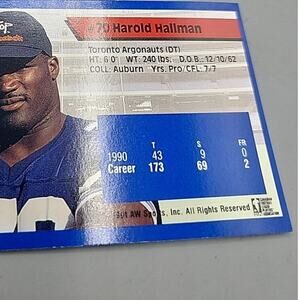 #70 Harold Hallman
Toronto Argonauts (DT)
HT: 6'0" WT: 240 lbs. D.O.B.: 12/10/62
COLL: Auburn Yrs. Pro/CFL: 7/7
T S FR
1990 43 9 0
Career 173 69 2
AW Sports, Inc. All Rights Reserved